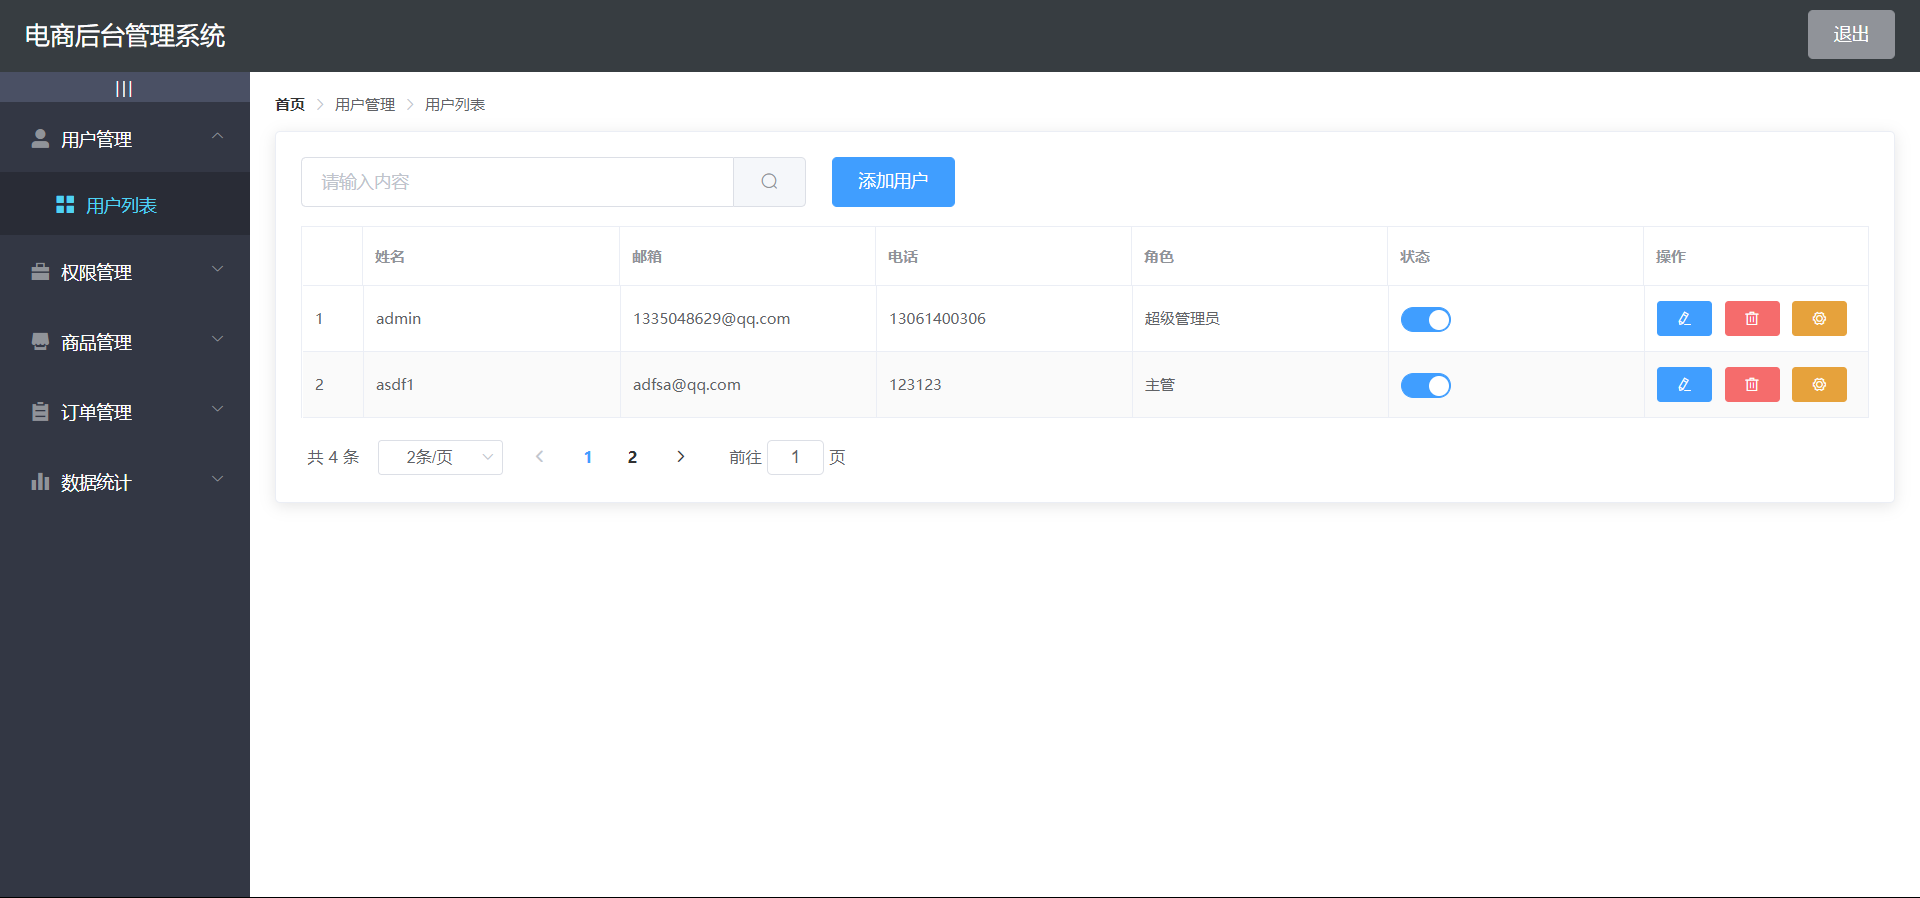 电商后台管理系统
退出
|||
首页 用户管理 用户列表
用户管理
用户列表
权限管理
商品管理
订单管理
数据统计
请输入内容
添加用户
姓名 邮箱 电话 角色 状态 操作
1 admin 1335048629@qq.com 13061400306 超级管理员
2 asdf1 adfsa@qq.com 123123 主管
共 4 条 2条/页 1 2 前往 1 页